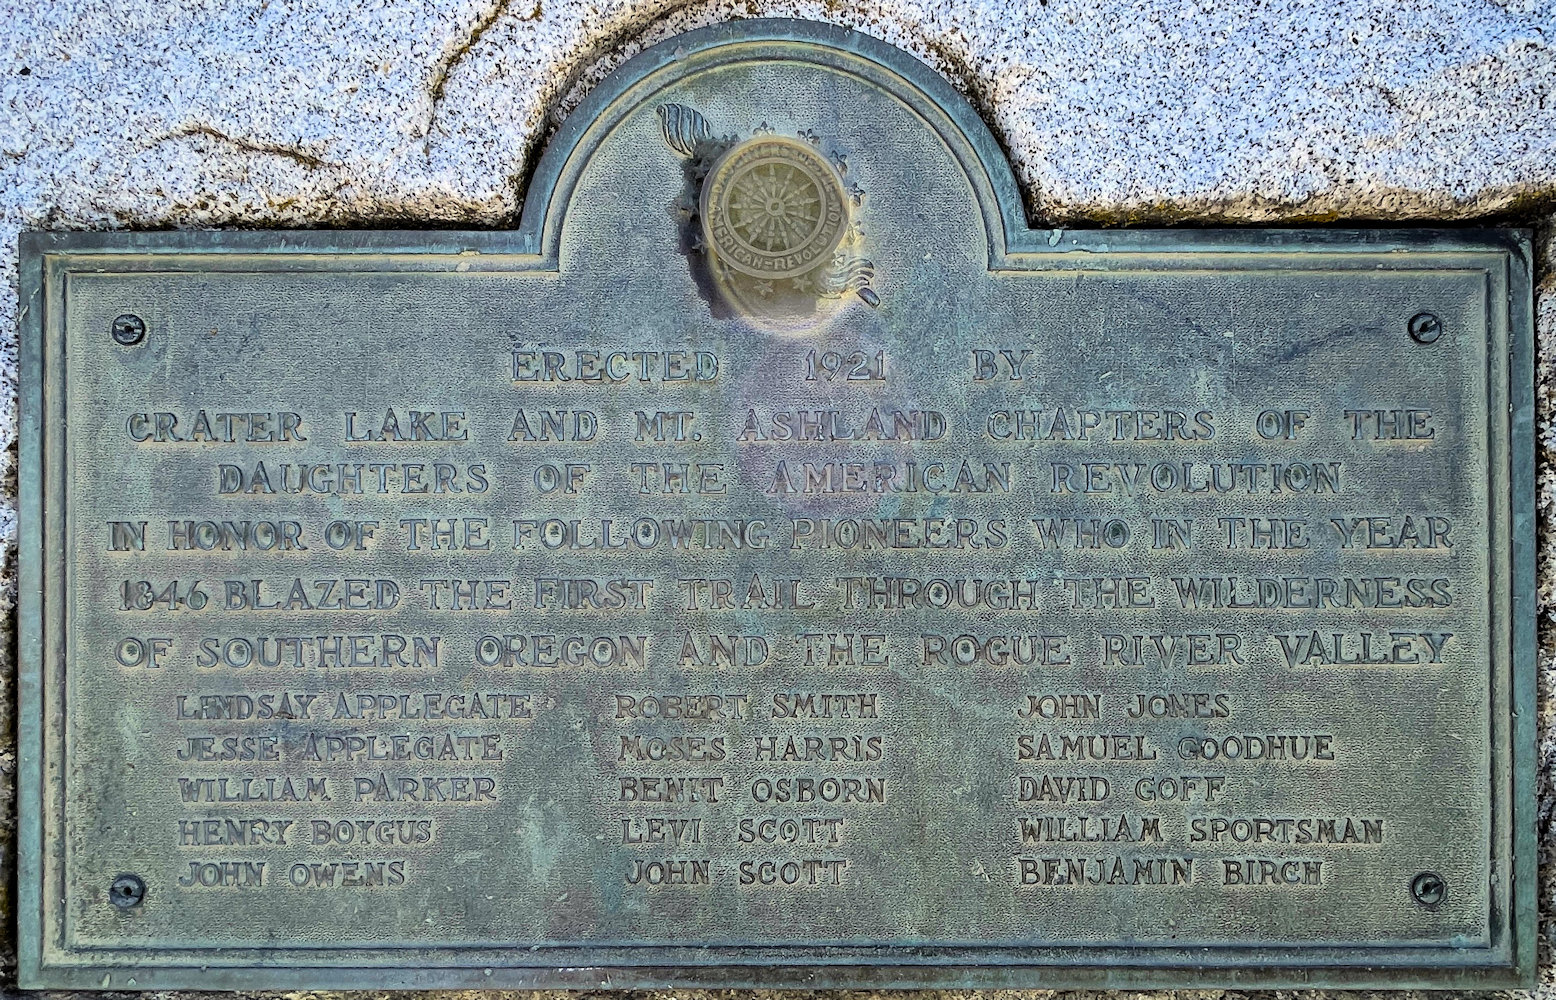 AMERICAN REVOLUTION
ERECTED 1921 BY
CRATER LAKE AND MT. ASHLAND CHAPTERS OF THE
DAUGHTERS OF THE AMERICAN REVOLUTION
IN HONOR OF THE FOLLOWING PIONEERS WHO IN THE YEAR
1846 BLAZED THE FIRST TRAIL THROUGH THE WILDERNESS
OF SOUTHERN OREGON AND THE ROGUE RIVER VALLEY
LINDSAY APPLEGATE
JESSE APPLEGATE
WILLIAM PARKER
HENRY BOYGUS
JOHN OWENS
ROBERT SMITH
MOSES HARRIS
BENIT OSBORN
LEVI SCOTT
JOHN SCOTT
JOHN JONES
SAMUEL GOODHUE
DAVID GOFF
WILLIAM SPORTSMAN
BENJAMIN BIRCH